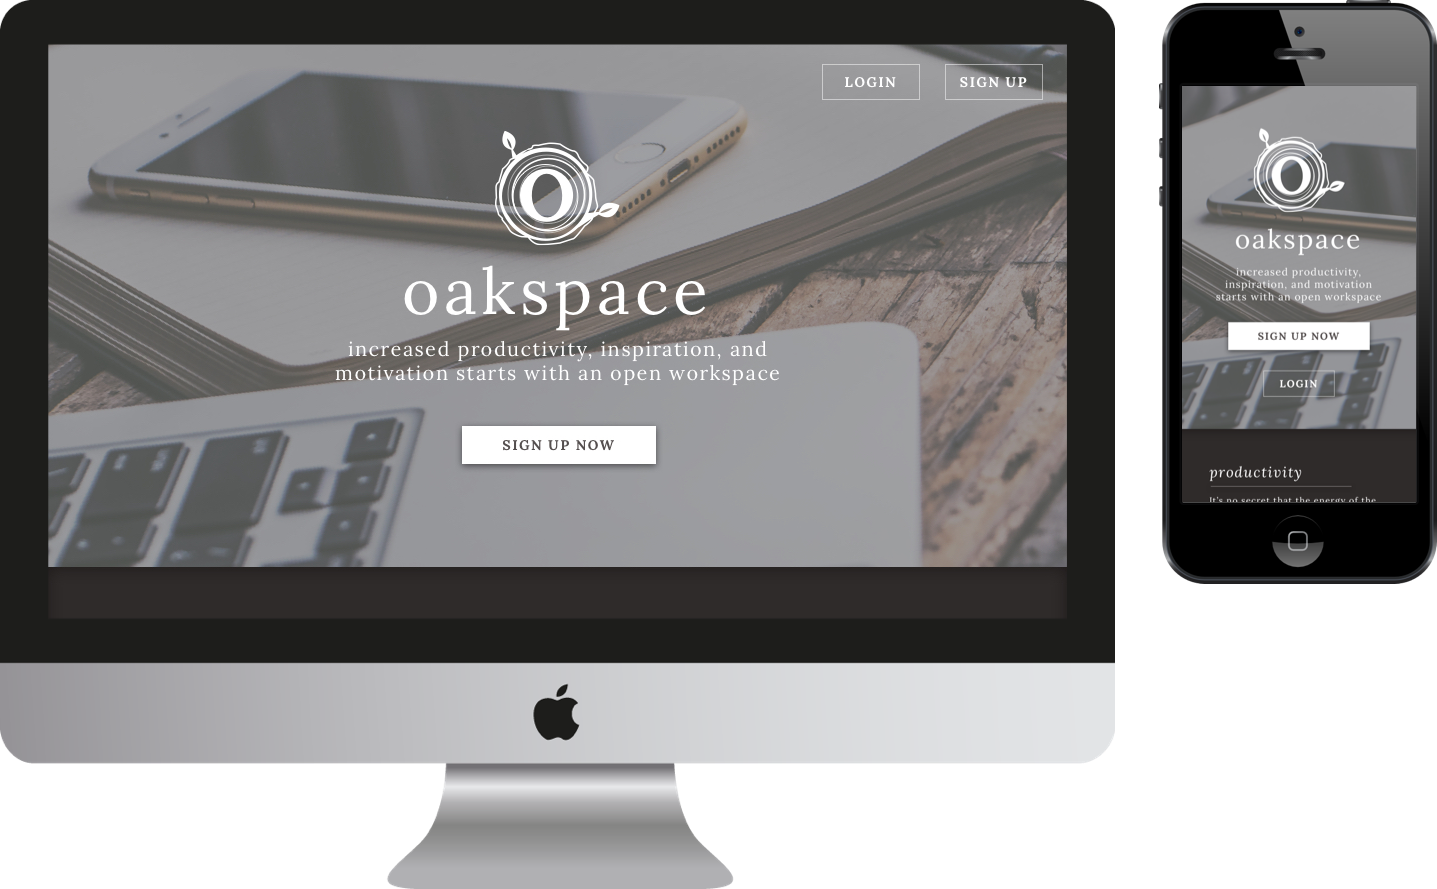 LOGIN
SIGN UP
O
oakspace
increased productivity, inspiration, and
motivation starts with an open workspace
SIGN UP NOW
O
oakspace
increased productivity,
inspiration, and motivation
starts with an open workspace
SIGN UP NOW
LOGIN
productivity
It's no secret that the energy of the